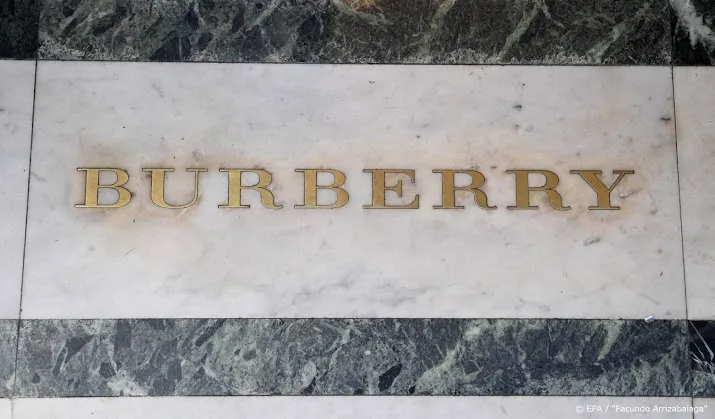 BURBERRY
© EPA / "Facundo Arrizabalaga"